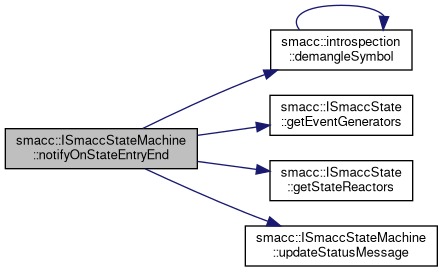 smacc::ISmaccStateMachine
::notifyOnStateEntryEnd
smacc::introspection
::demangleSymbol
smacc::ISmaccState
::getEventGenerators
smacc::ISmaccState
::getStateReactors
smacc::ISmaccStateMachine
::updateStatusMessage